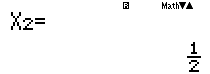 R Math▼▲
X₂=
1/2